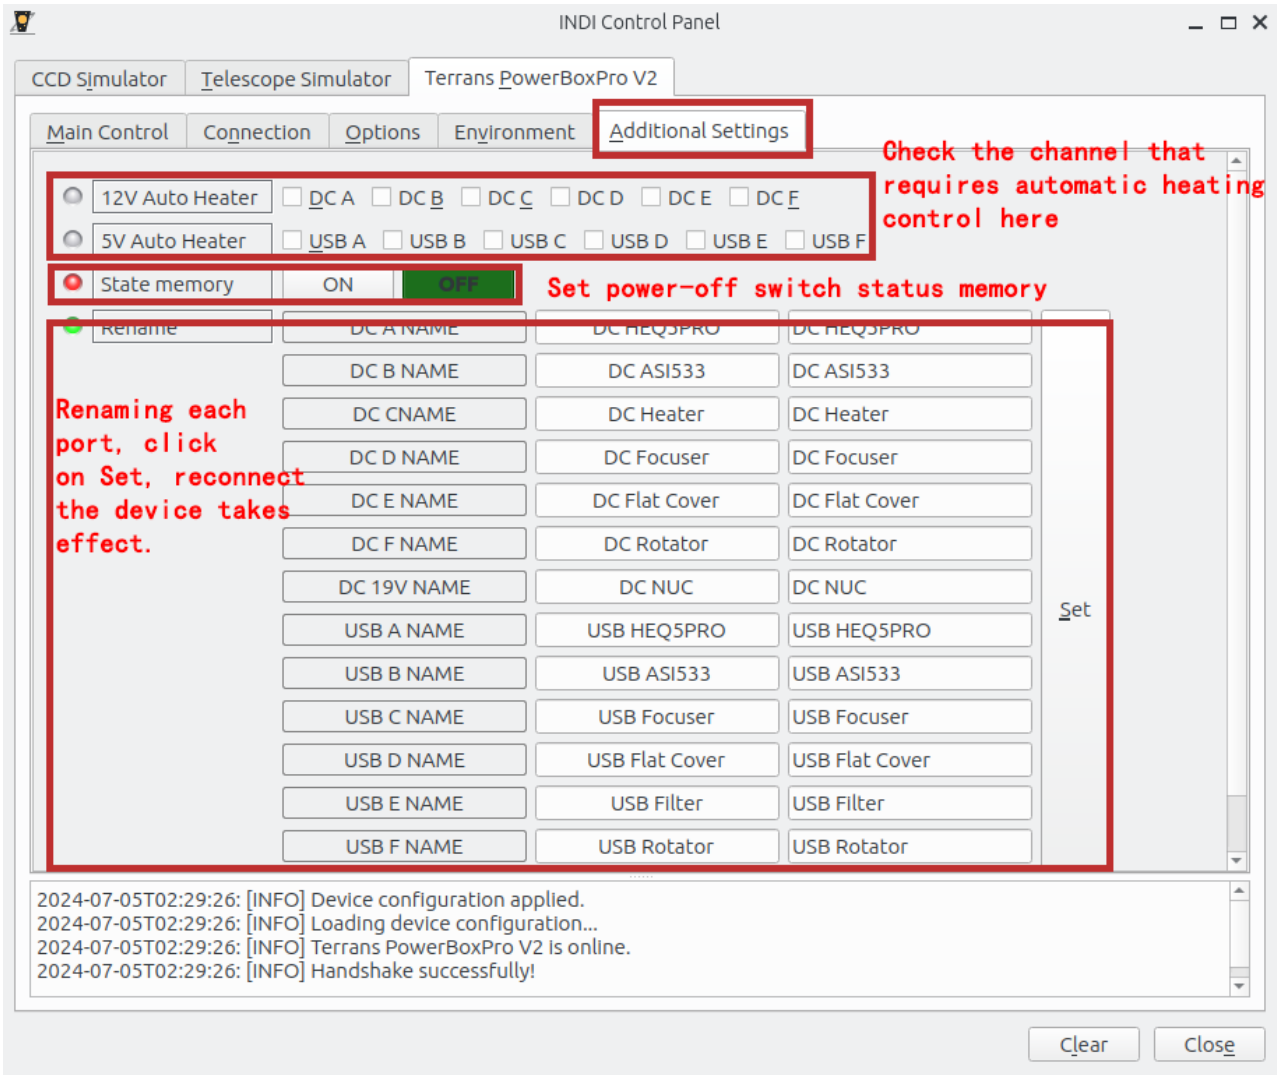 INDI Control Panel
CCD Simulator Telescope Simulator Terrans PowerBoxPro V2
Main Control Connection Options Environment Additional Settings
Check the channel that
requires automatic heating
control here
12V Auto Heater DC A DC B DC C DC D DC E DC F
5V Auto Heater USB A USB B USB C USB D USB E USB F
State memory ON OFF
Set power-off switch status memory
Rename DC A NAME DC HEQ5PRO DC HEQ5PRO
DC B NAME DC ASI533 DC ASI533
DC CNAME DC Heater DC Heater
DC D NAME DC Focuser DC Focuser
DC E NAME DC Flat Cover DC Flat Cover
DC F NAME DC Rotator DC Rotator
DC 19V NAME DC NUC DC NUC
USB A NAME USB HEQ5PRO USB HEQ5PRO
USB B NAME USB ASI533 USB ASI533
USB C NAME USB Focuser USB Focuser
USB D NAME USB Flat Cover USB Flat Cover
USB E NAME USB Filter USB Filter
USB F NAME USB Rotator USB Rotator
Set
Renaming each
port, click
on Set, reconnect
the device takes
effect.
2024-07-05T02:29:26: [INFO] Device configuration applied.
2024-07-05T02:29:26: [INFO] Loading device configuration...
2024-07-05T02:29:26: [INFO] Terrans PowerBoxPro V2 is online.
2024-07-05T02:29:26: [INFO] Handshake successfully!
Clear Close